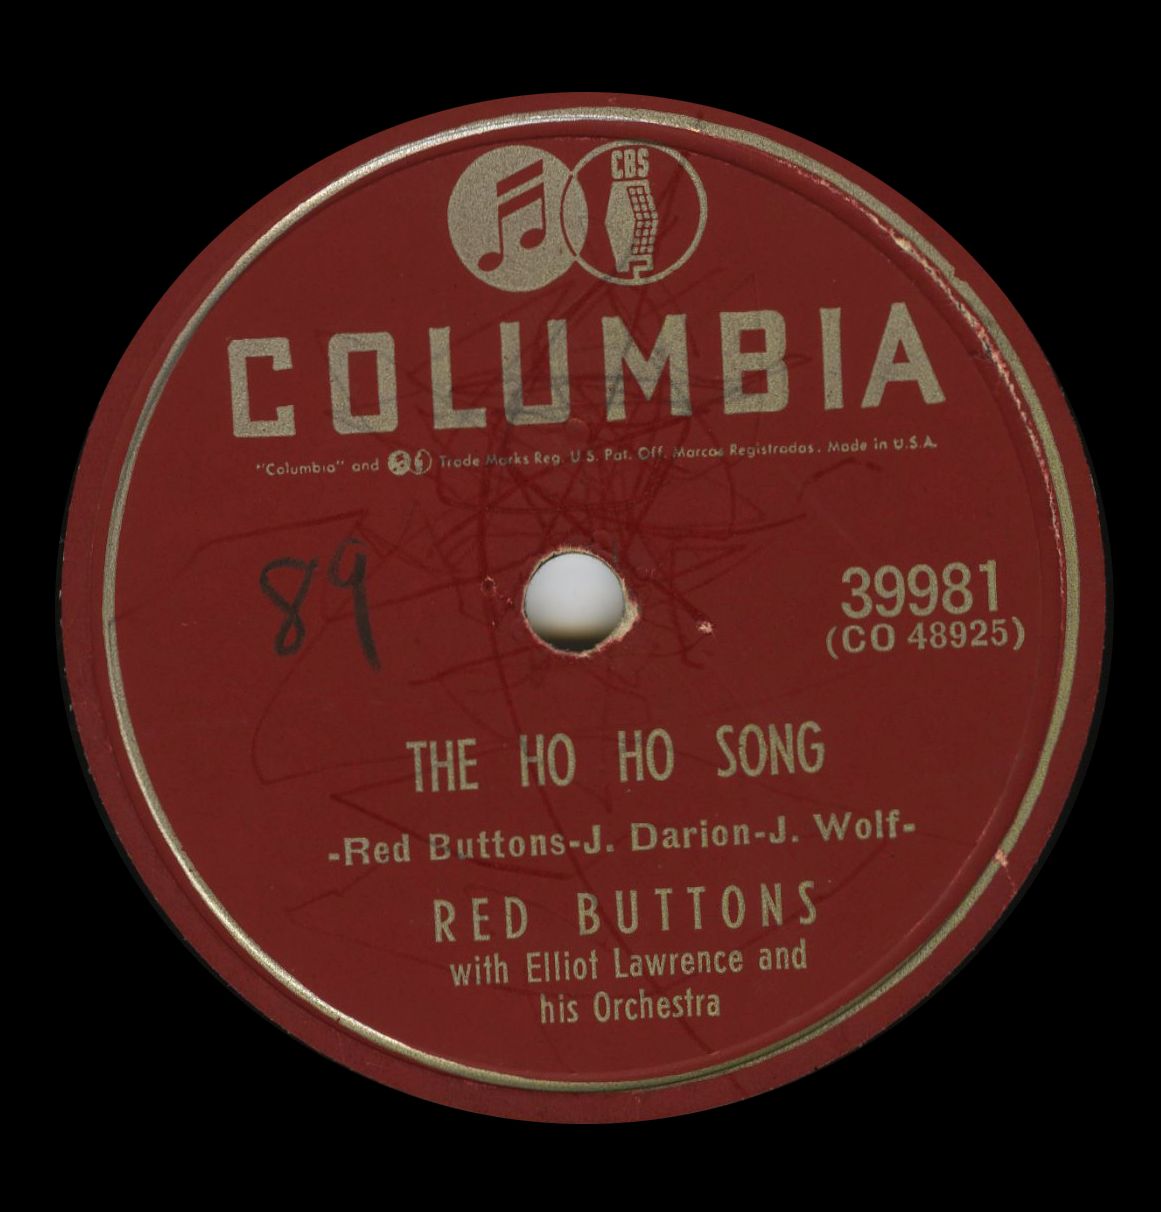 CBS
COLUMBIA
"Columbia" and Trade Marks Reg. U.S. Pat. Off. Marcas Registradas. Made in U.S.A.
89
39981
(CO 48925)
THE HO HO SONG
-Red Buttons-J. Darion-J. Wolf-
RED BUTTONS
with Elliot Lawrence and
his Orchestra